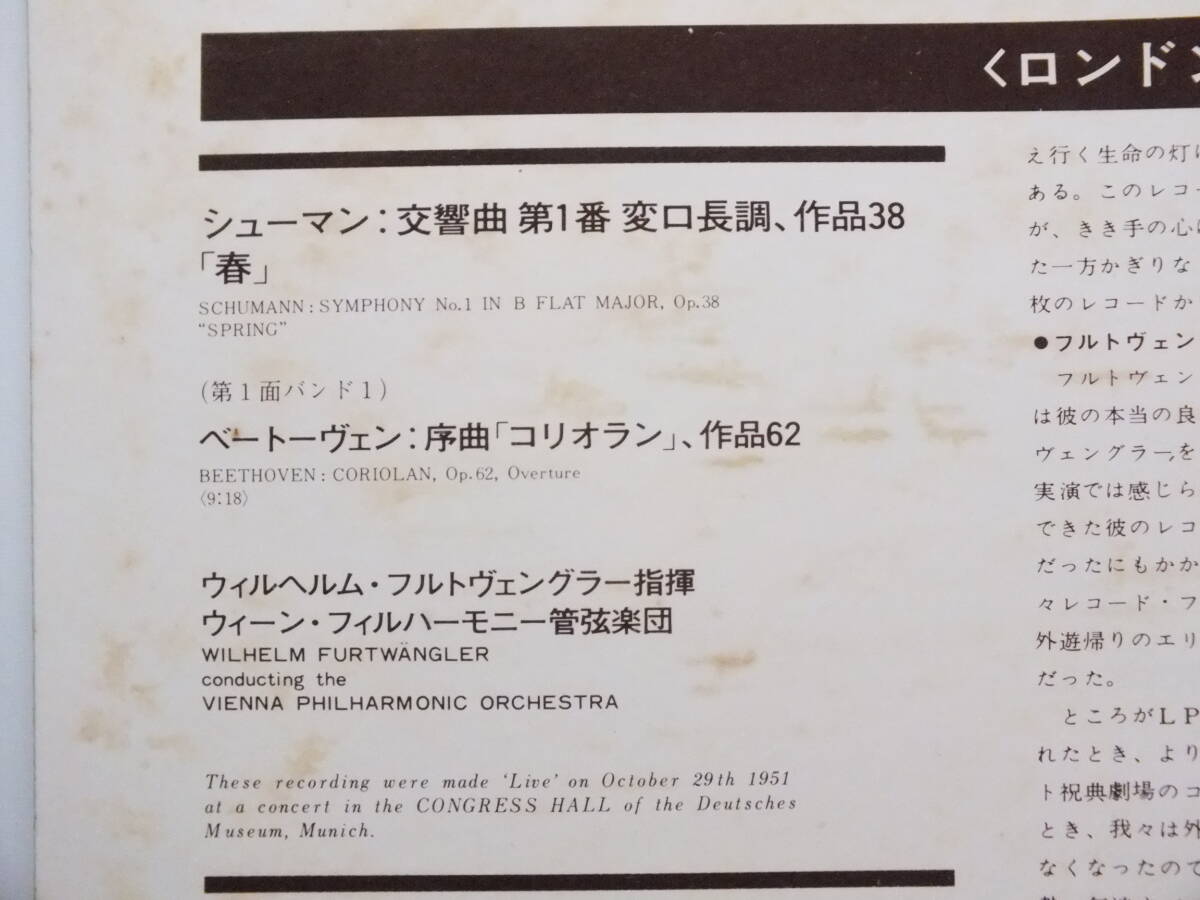 〈ロンドン
シューマン：交響曲 第1番 変ロ長調、作品38
「春」
SCHUMANN: SYMPHONY No.1 IN B FLAT MAJOR, Op.38
"SPRING"
(第1面バンド1)
ベートーヴェン：序曲「コリオラン」、作品62
BEETHOVEN: CORIOLAN, Op.62, Overture
〈9:18〉
ウィルヘルム・フルトヴェングラー指揮
ウィーン・フィルハーモニー管弦楽団
WILHELM FURTWÄNGLER
conducting the
VIENNA PHILHARMONIC ORCHESTRA
These recording were made 'Live' on October 29th 1951
at a concert in the CONGRESS HALL of the Deutsches
Museum, Munich.
え行く生命の灯
ある。このレコ
が、きき手の心
た一方かぎりな
枚のレコードか
●フルトヴェン
フルトヴェン
は彼の本当の良
ヴェングラー,を
実演では感じら
できた彼のレコ
だったにもかか
々レコード・フ
外遊帰りのエリ
だった。
ところがLP
れたとき、より
ト祝典劇場のコ
とき、我々は外
なくなったので